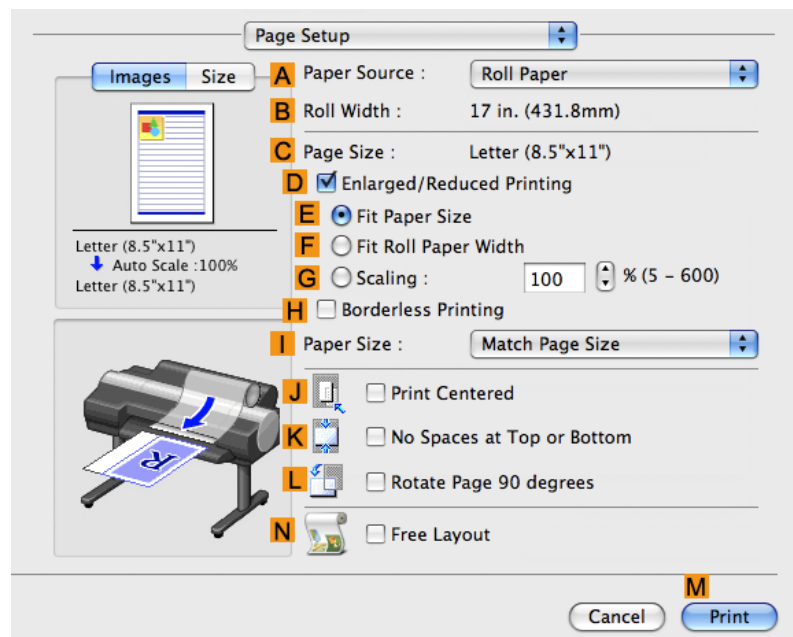 Page Setup
Images Size
A Paper Source : Roll Paper
B Roll Width : 17 in. (431.8mm)
C Page Size : Letter (8.5"x11")
D Enlarged/Reduced Printing
E Fit Paper Size
F Fit Roll Paper Width
G Scaling : 100 % (5 - 600)
Letter (8.5"x11")
Auto Scale :100%
Letter (8.5"x11")
H Borderless Printing
I Paper Size : Match Page Size
J Print Centered
K No Spaces at Top or Bottom
L Rotate Page 90 degrees
N Free Layout
R
M
Cancel Print